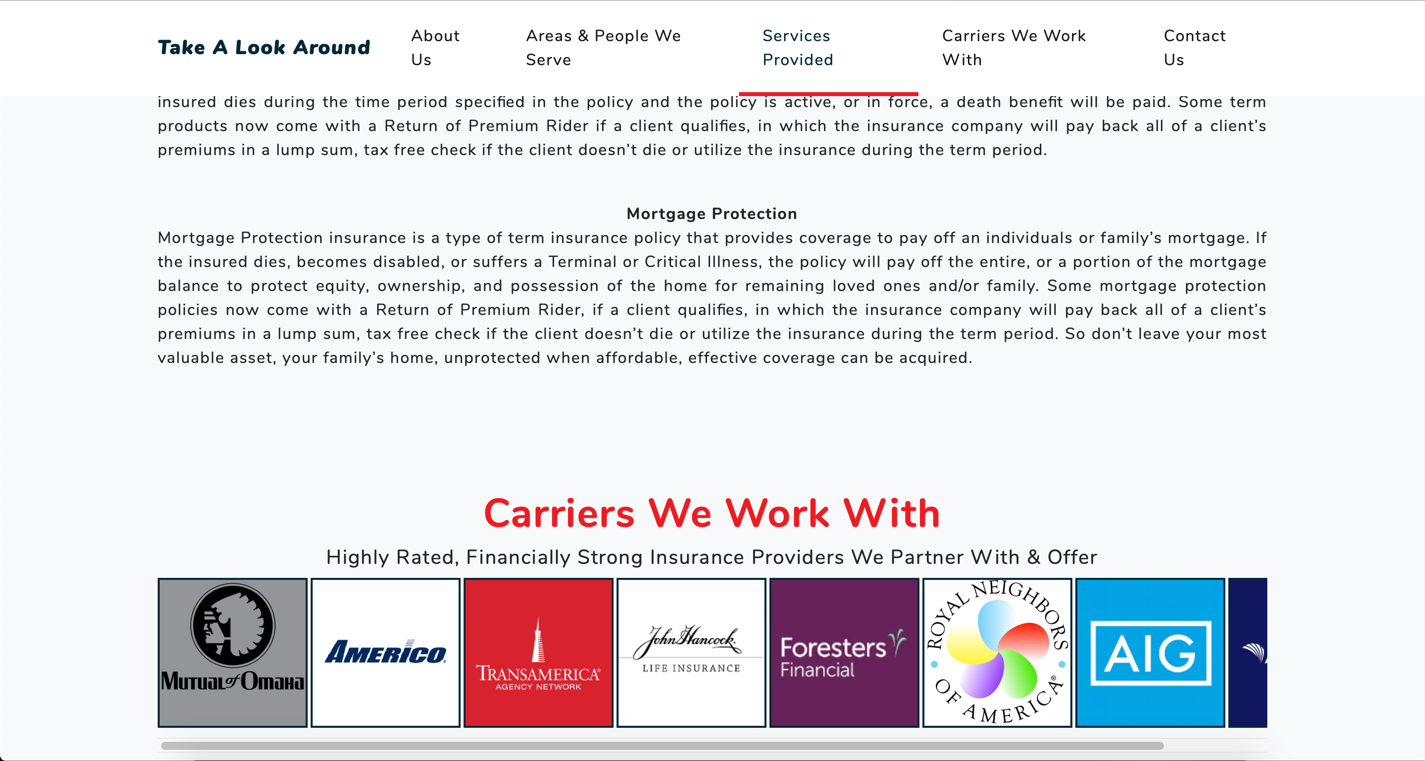 Take A Look Around
About
Us
Areas & People We
Serve
Services
Provided
Carriers We Work
With
Contact
Us
insured dies during the time period specified in the policy and the policy is active, or in force, a death benefit will be paid. Some term
products now come with a Return of Premium Rider if a client qualifies, in which the insurance company will pay back all of a client’s
premiums in a lump sum, tax free check if the client doesn’t die or utilize the insurance during the term period.
Mortgage Protection
Mortgage Protection insurance is a type of term insurance policy that provides coverage to pay off an individuals or family’s mortgage. If
the insured dies, becomes disabled, or suffers a Terminal or Critical Illness, the policy will pay off the entire, or a portion of the mortgage
balance to protect equity, ownership, and possession of the home for remaining loved ones and/or family. Some mortgage protection
policies now come with a Return of Premium Rider, if a client qualifies, in which the insurance company will pay back all of a client’s
premiums in a lump sum, tax free check if the client doesn’t die or utilize the insurance during the term period. So don’t leave your most
valuable asset, your family’s home, unprotected when affordable, effective coverage can be acquired.
Carriers We Work With
Highly Rated, Financially Strong Insurance Providers We Partner With & Offer
Mutual of Omaha
Americo
Transamerica®
AGENCY NETWORK
John Hancock.
LIFE INSURANCE
Foresters
Financial
ROYAL NEIGHBORS
OF AMERICA®
AIG